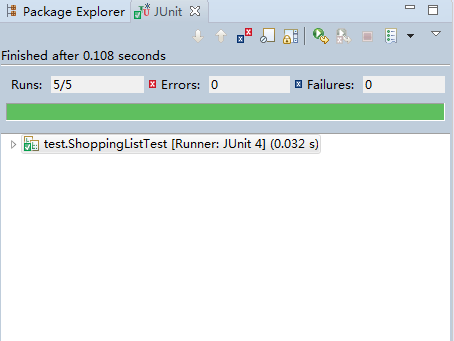 Package Explorer JUnit
Finished after 0.108 seconds
Runs: 5/5 Errors: 0 Failures: 0
test.ShoppingListTest [Runner: JUnit 4] (0.032 s)